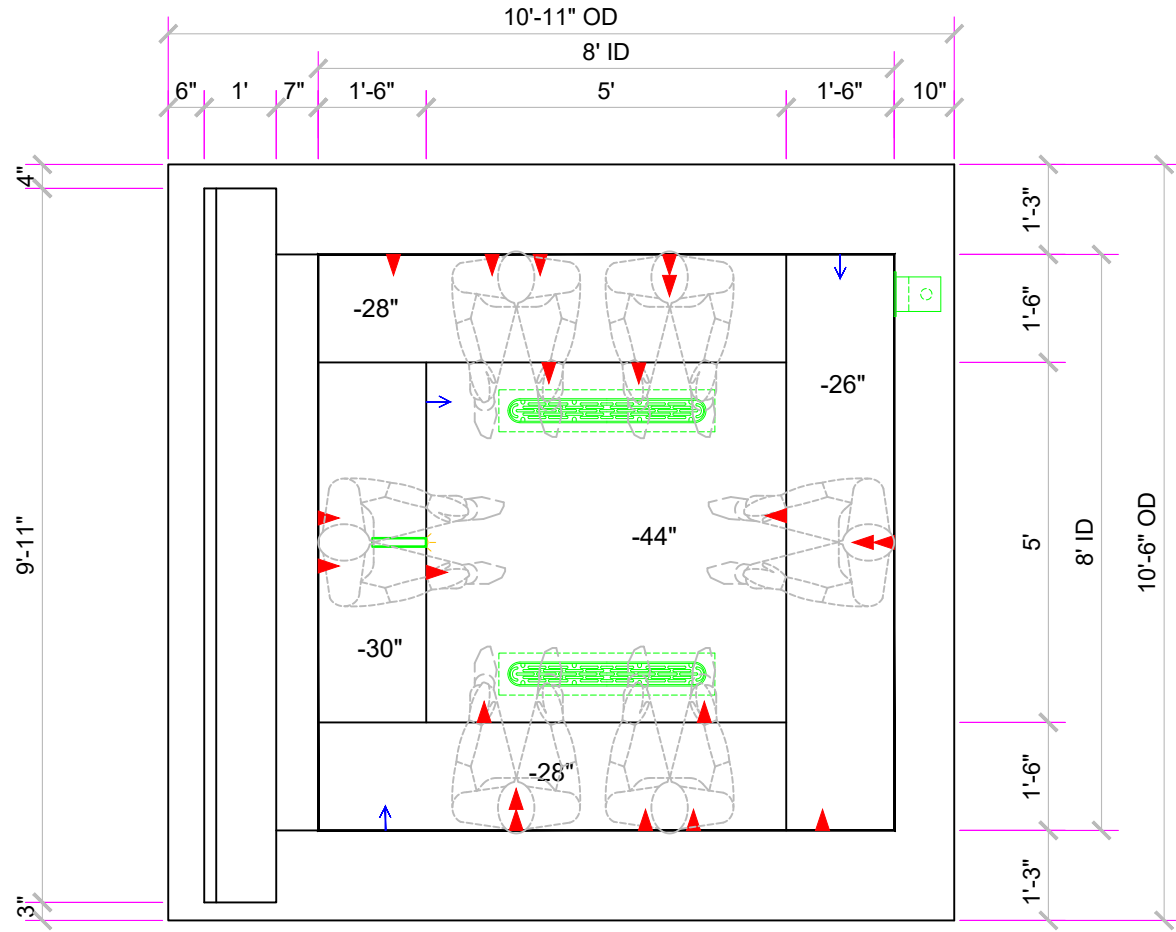 10'-11" OD
8' ID
6" 1' 7" 1'-6" 5' 1'-6" 10"
4"
9'-11"
3"
-28"
-26"
-44"
-30"
-28"
1'-3"
1'-6"
5'
1'-6"
1'-3"
8' ID
10'-6" OD